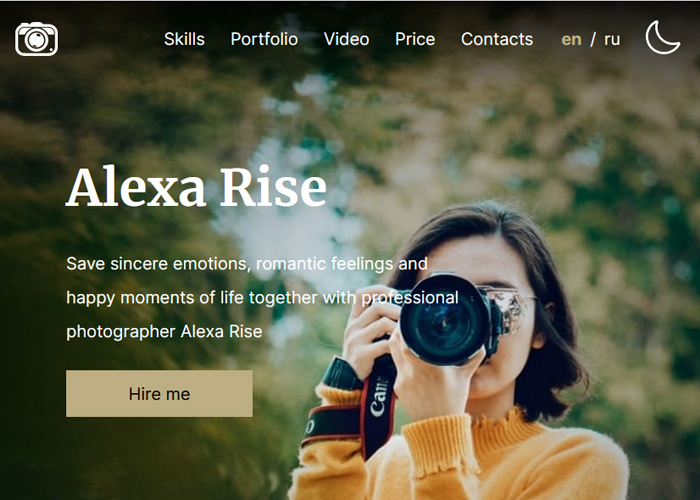 Skills Portfolio Video Price Contacts en / ru
Alexa Rise
Save sincere emotions, romantic feelings and
happy moments of life together with professional
photographer Alexa Rise
Hire me